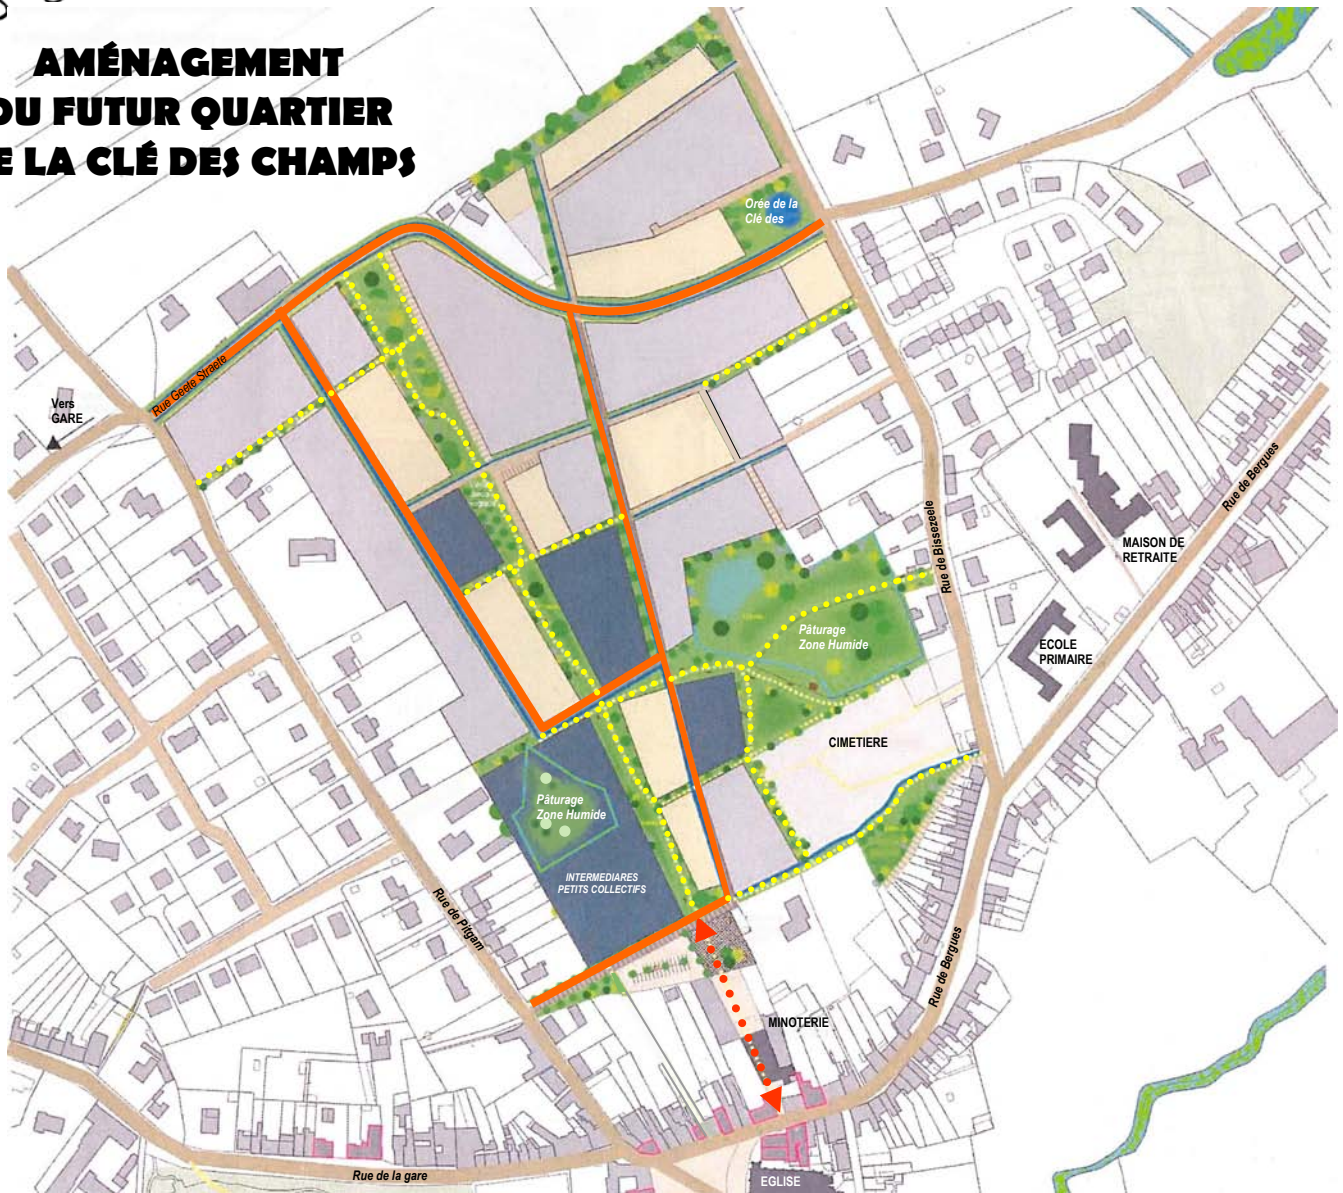 AMÉNAGEMENT
DU FUTUR QUARTIER
E LA CLÉ DES CHAMPS
Orée de la
Clé des
Rue Geete Straete
Vers
GARE
Rue de Bergues
Rue de Bissezeele
MAISON DE
RETRAITE
Pâturage
Zone Humide
ECOLE
PRIMAIRE
CIMETIERE
Pâturage
Zone Humide
INTERMEDIARES
PETITS COLLECTIFS
Rue de Pitgam
Rue de Bergues
MINOTERIE
Rue de la gare
EGLISE